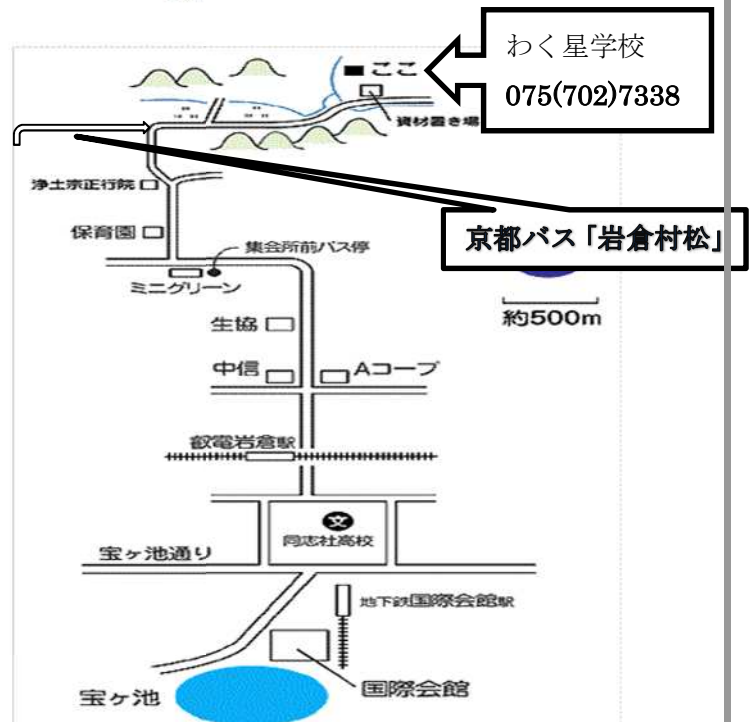 わく星学校
075(702)7338
ここ
資材置き場
浄土宗正行院
保育園
京都バス「岩倉村松」
集会所前バス停
ミニグリーン
約500m
生協
中信
Aコープ
叡電岩倉駅
文
同志社高校
宝ヶ池通り
地下鉄国際会館駅
国際会館
宝ヶ池